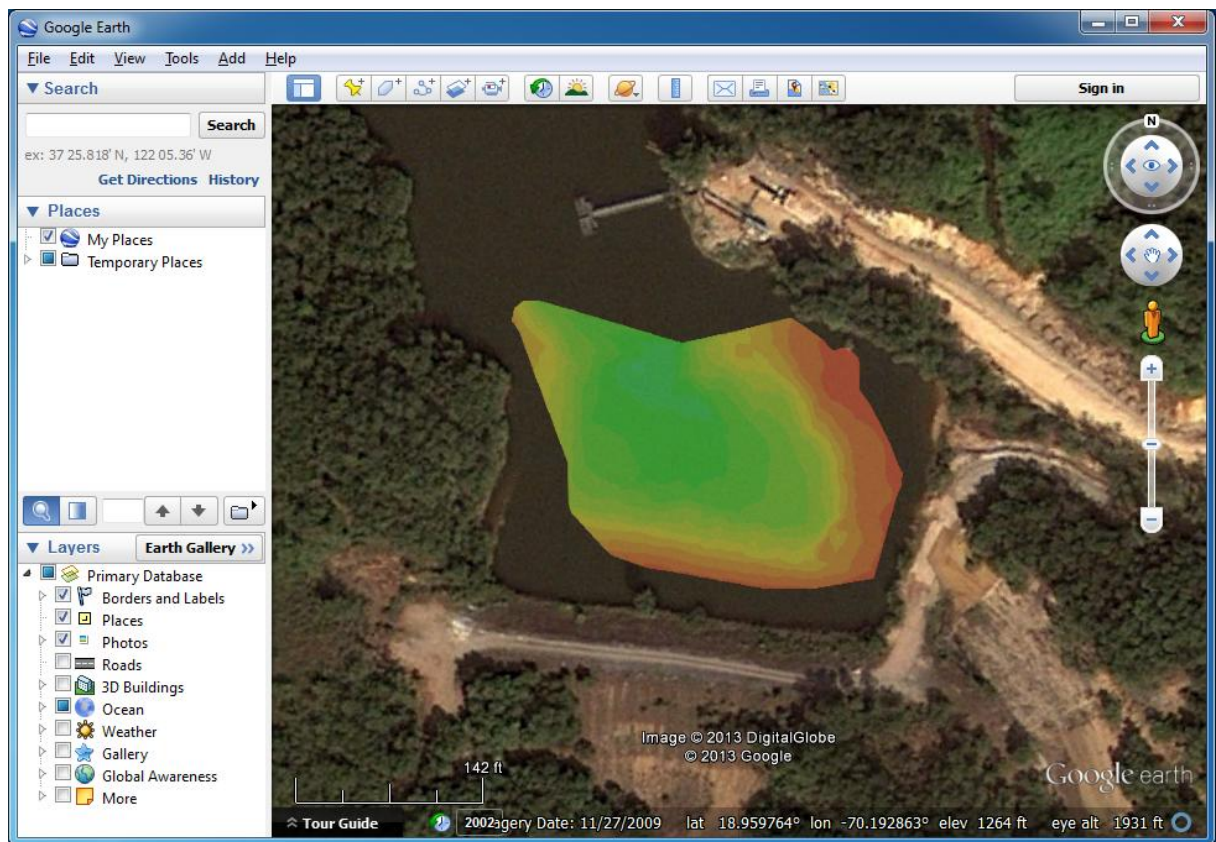 Google Earth
File Edit View Tools Add Help
Search
Search
ex: 37 25.818' N, 122 05.36' W
Get Directions History
Places
My Places
Temporary Places
Layers
Earth Gallery >>
Primary Database
Borders and Labels
Places
Photos
Roads
3D Buildings
Ocean
Weather
Gallery
Global Awareness
More
Sign in
N
Image © 2013 DigitalGlobe
© 2013 Google
142 ft
Google earth
Tour Guide
2002
agery Date: 11/27/2009 lat 18.959764° lon -70.192863° elev 1264 ft eye alt 1931 ft